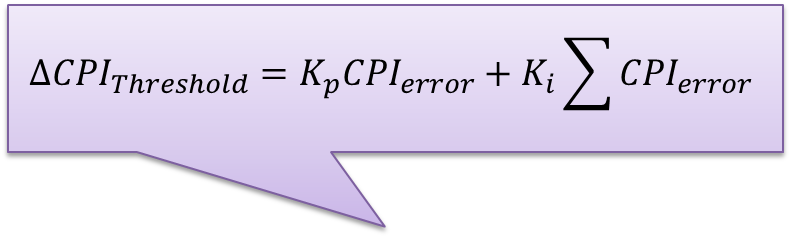 ΔCPI_Threshold = K_p CPI_error + K_i ∑ CPI_error